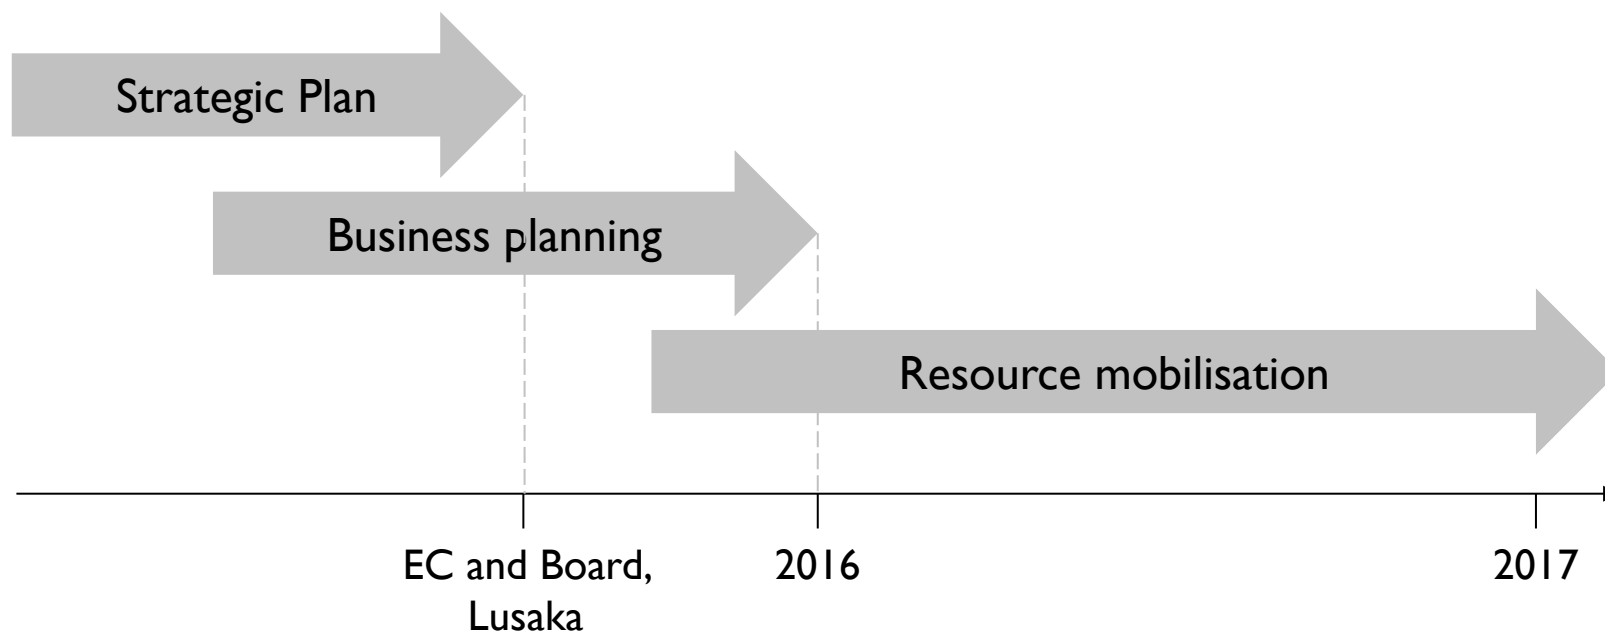 Strategic Plan
Business planning
Resource mobilisation
EC and Board,
Lusaka
2016
2017